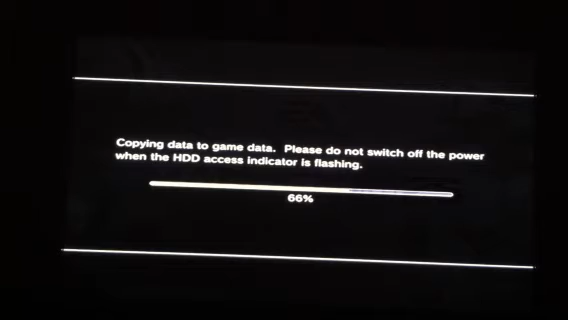 Copying data to game data. Please do not switch off the power
when the HDD access indicator is flashing.
66%